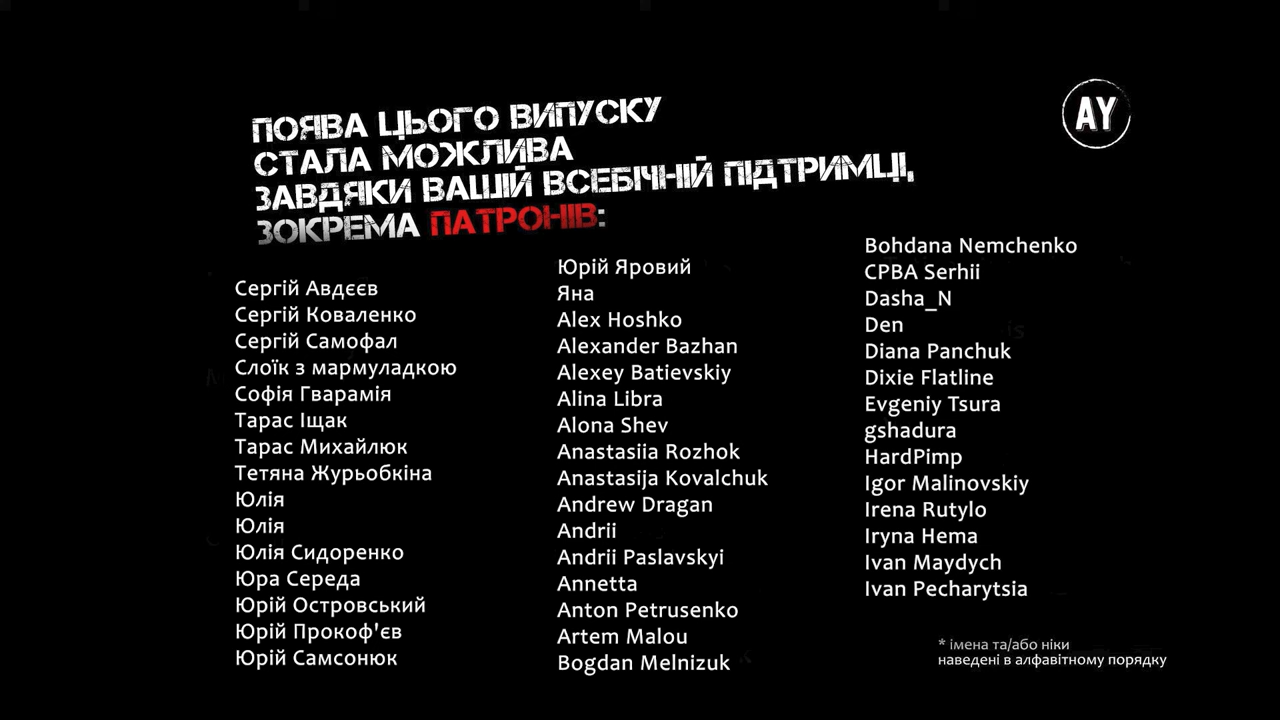 AY
ПОЯВА ЦЬОГО ВИПУСКУ
СТАЛА МОЖЛИВА
ЗАВДЯКИ ВАШІЙ ВСЕБІЧНІЙ ПІДТРИМЦІ,
ЗОКРЕМА ПАТРОНІВ:
Сергій Авдєєв
Сергій Коваленко
Сергій Самофал
Слоїк з мармуладкою
Софія Гварамія
Тарас Іщак
Тарас Михайлюк
Тетяна Журьобкіна
Юлія
Юлія
Юлія Сидоренко
Юра Середа
Юрій Островський
Юрій Прокоф'єв
Юрій Самсонюк
Юрій Яровий
Яна
Alex Hoshko
Alexander Bazhan
Alexey Batievskiy
Alina Libra
Alona Shev
Anastasiia Rozhok
Anastasija Kovalchuk
Andrew Dragan
Andrii
Andrii Paslavskyi
Annetta
Anton Petrusenko
Artem Malou
Bogdan Melnizuk
Bohdana Nemchenko
CPBA Serhii
Dasha_N
Den
Diana Panchuk
Dixie Flatline
Evgeniy Tsura
gshadura
HardPimp
Igor Malinovskiy
Irena Rutylo
Iryna Hema
Ivan Maydych
Ivan Pecharytsia
* імена та/або ніки
наведені в алфавітному порядку